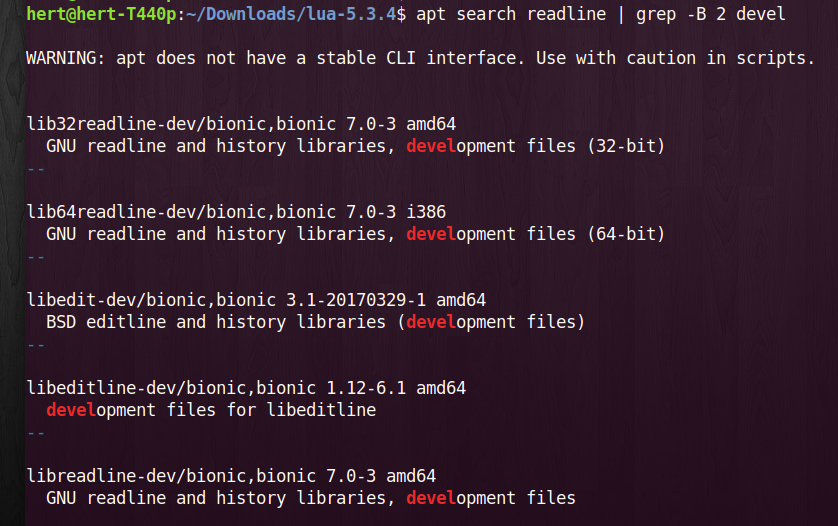 hert@hert-T440p:~/Downloads/lua-5.3.4$ apt search readline | grep -B 2 devel
WARNING: apt does not have a stable CLI interface. Use with caution in scripts.
lib32readline-dev/bionic,bionic 7.0-3 amd64
GNU readline and history libraries, development files (32-bit)
--
lib64readline-dev/bionic,bionic 7.0-3 i386
GNU readline and history libraries, development files (64-bit)
--
libedit-dev/bionic,bionic 3.1-20170329-1 amd64
BSD editline and history libraries (development files)
--
libeditline-dev/bionic,bionic 1.12-6.1 amd64
development files for libeditline
--
libreadline-dev/bionic,bionic 7.0-3 amd64
GNU readline and history libraries, development files